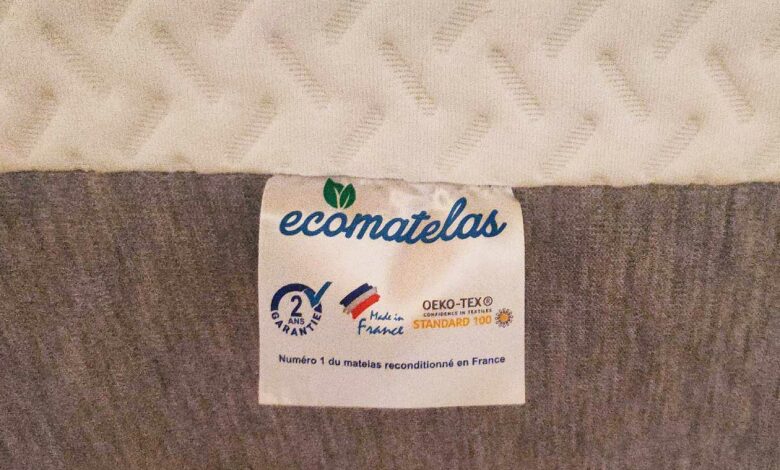 ecomatelas
2
ANS
GARANTIE
Made in
France
OEKO-TEX®
CONFIDENCE IN TEXTILES
STANDARD 100
Numéro 1 du matelas reconditionné en France